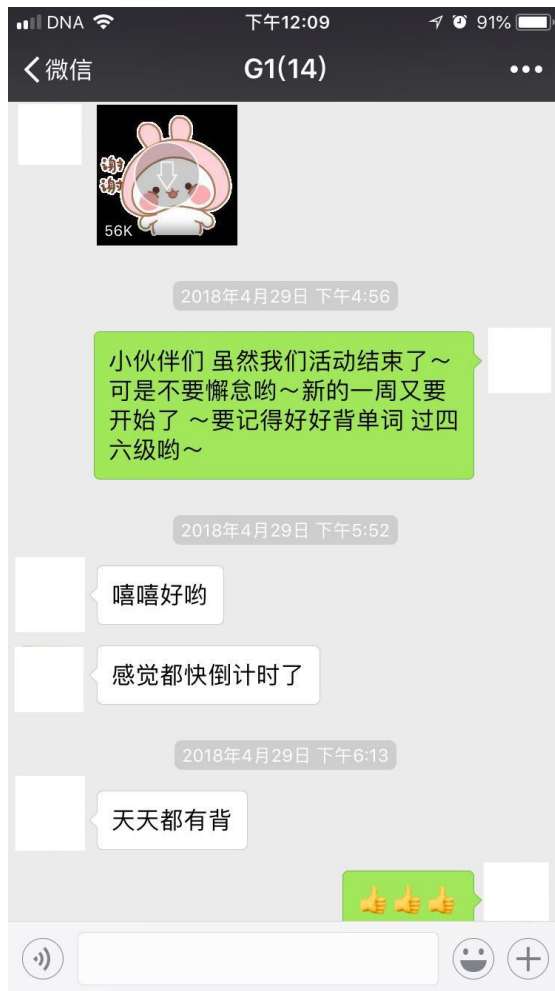 DNA 下午12:09 91%
微信 G1(14)
谢谢
谢谢
56K
2018年4月29日 下午4:56
小伙伴们 虽然我们活动结束了～
可是不要懈怠哟～新的一周又要
开始了 ～要记得好好背单词 过四
六级哟～
2018年4月29日 下午5:52
嘻嘻好哟
感觉都快倒计时了
2018年4月29日 下午6:13
天天都有背
👍👍👍